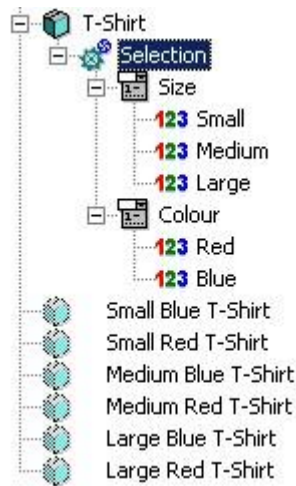 T-Shirt
Selection
Size
123 Small
123 Medium
123 Large
Colour
123 Red
123 Blue
Small Blue T-Shirt
Small Red T-Shirt
Medium Blue T-Shirt
Medium Red T-Shirt
Large Blue T-Shirt
Large Red T-Shirt